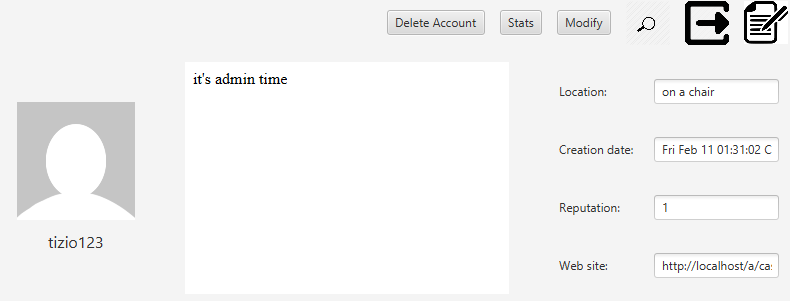 Delete Account
Stats
Modify
it's admin time
tizio123
Location:
on a chair
Creation date:
Fri Feb 11 01:31:02 C
Reputation:
1
Web site:
http://localhost/a/ca